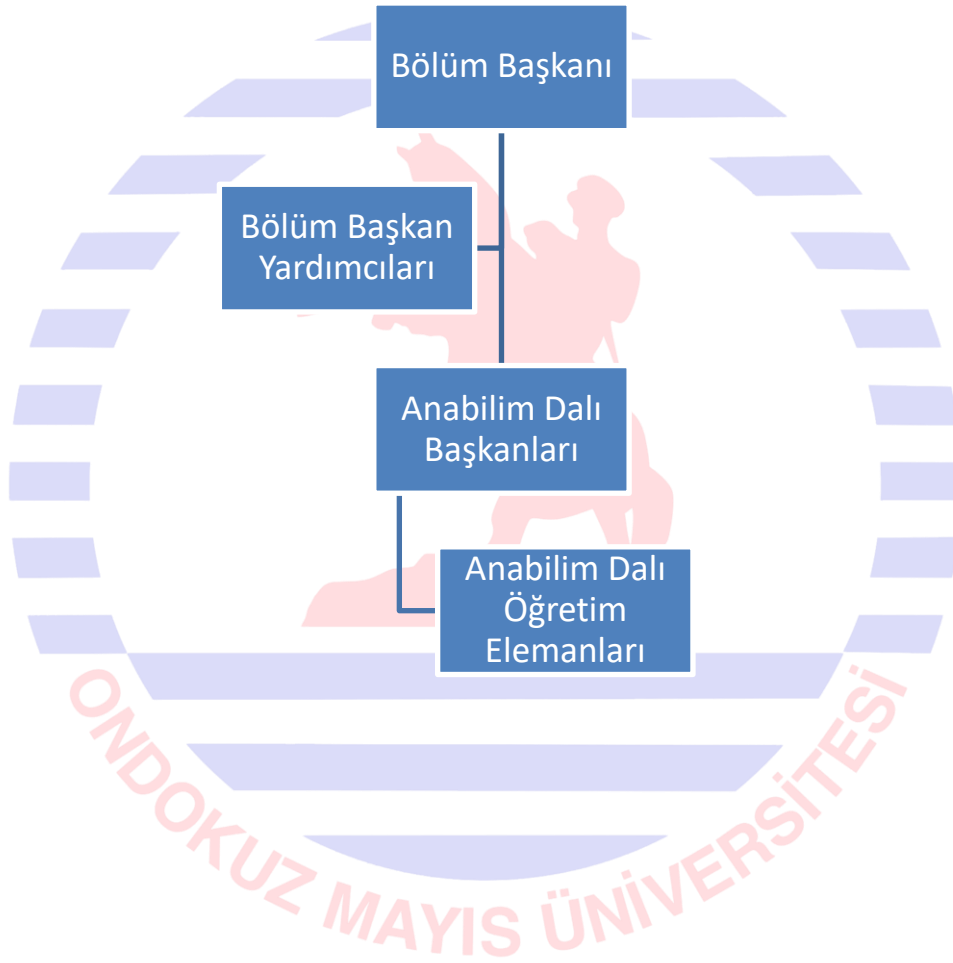 Bölüm Başkanı
Bölüm Başkan
Yardımcıları
Anabilim Dalı
Başkanları
Anabilim Dalı
Öğretim
Elemanları
ONDOKUZ MAYIS ÜNİVERSİTESİ